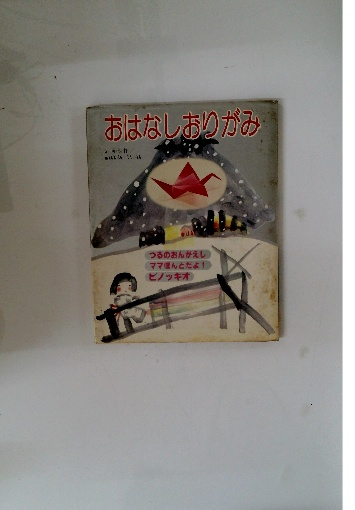 おはなしおりがみ
つるのおんがえし
ママほんとだよ!
ピノッキオ